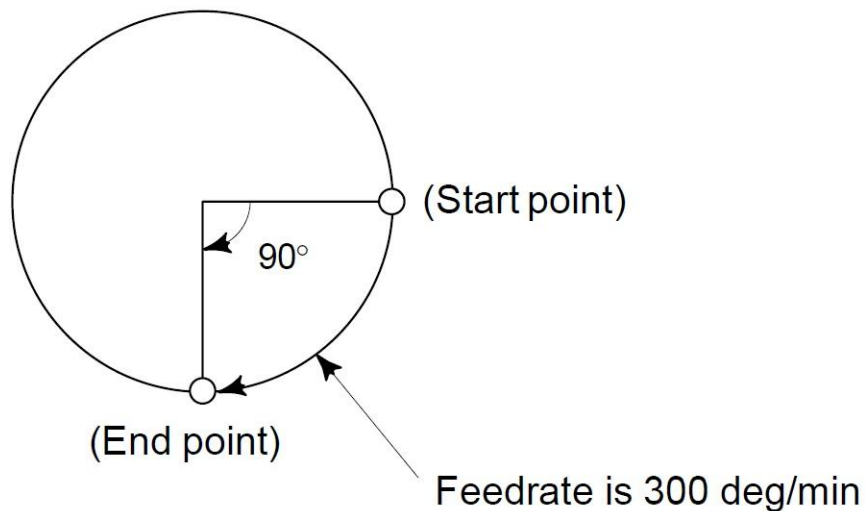 (Start point)
90°
(End point)
Feedrate is 300 deg/min